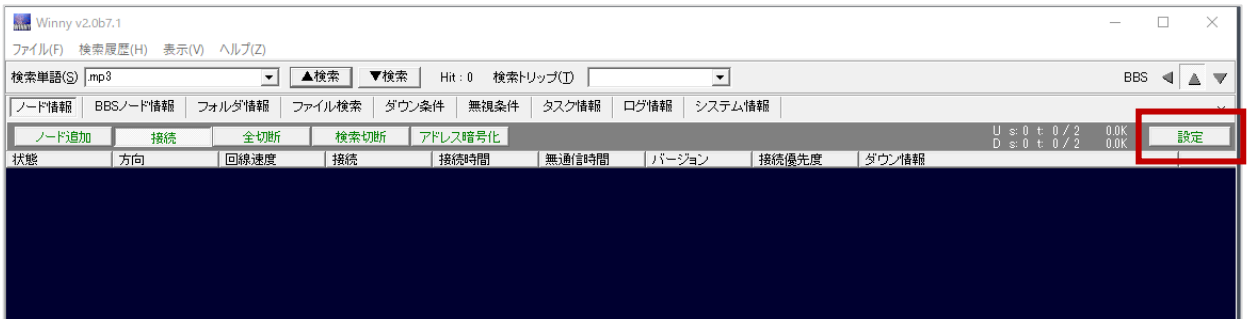 Winny v2.0b7.1
ファイル(F) 検索履歴(H) 表示(V) ヘルプ(Z)
検索単語(S) .mp3 ▲検索 ▼検索 Hit : 0 検索トリップ(T) BBS
ノード情報 BBSノード情報 フォルダ情報 ファイル検索 ダウン条件 無視条件 タスク情報 ログ情報 システム情報
ノード追加 接続 全切断 検索切断 アドレス暗号化 U s: 0 t: 0 / 2 0.0K 設定
D s: 0 t: 0 / 2 0.0K
状態 方向 回線速度 接続 接続時間 無通信時間 バージョン 接続優先度 ダウン情報